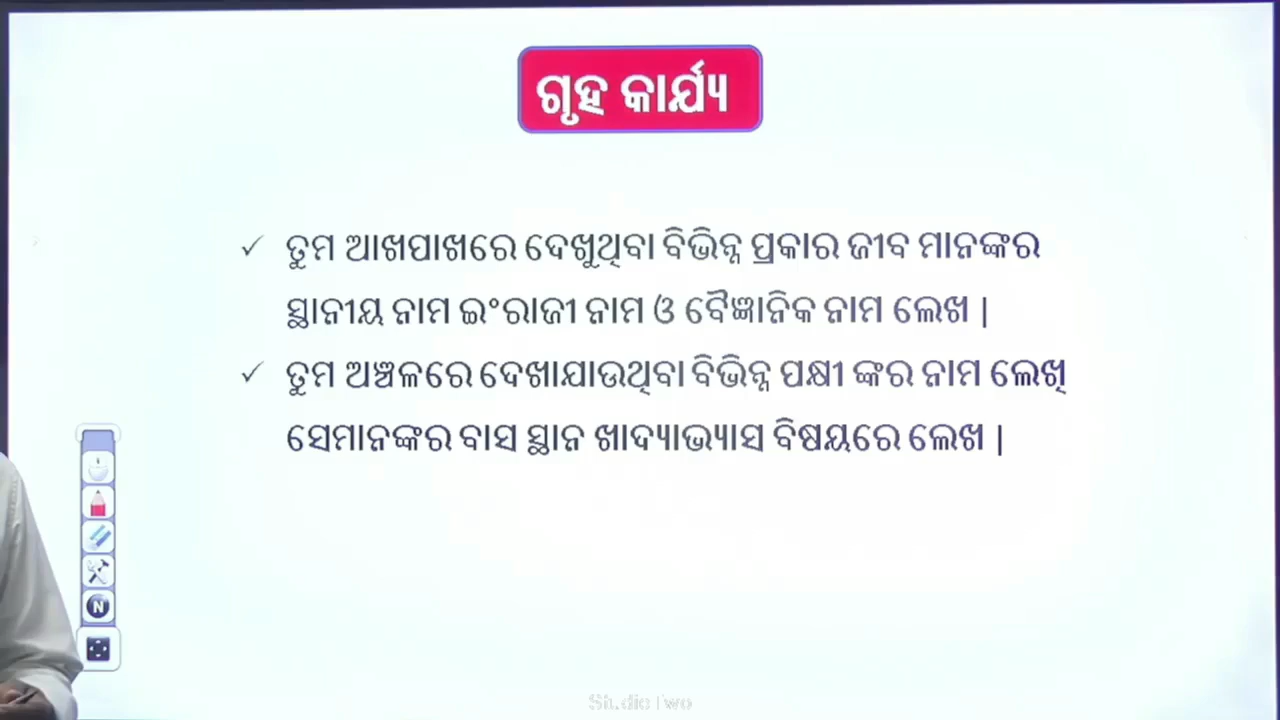 ଗୃହ କାର୍ଯ୍ୟ
✓ ତୁମ ଆଖପାଖରେ ଦେଖୁଥିବା ବିଭିନ୍ନ ପ୍ରକାର ଜୀବ ମାନଙ୍କର
ସ୍ଥାନୀୟ ନାମ ଇଂରାଜୀ ନାମ ଓ ବୈଜ୍ଞାନିକ ନାମ ଲେଖ |
✓ ତୁମ ଅଞ୍ଚଳରେ ଦେଖାଯାଉଥିବା ବିଭିନ୍ନ ପକ୍ଷୀ ଙ୍କର ନାମ ଲେଖି
ସେମାନଙ୍କର ବାସ ସ୍ଥାନ ଖାଦ୍ୟାଭ୍ୟାସ ବିଷୟରେ ଲେଖ |
N